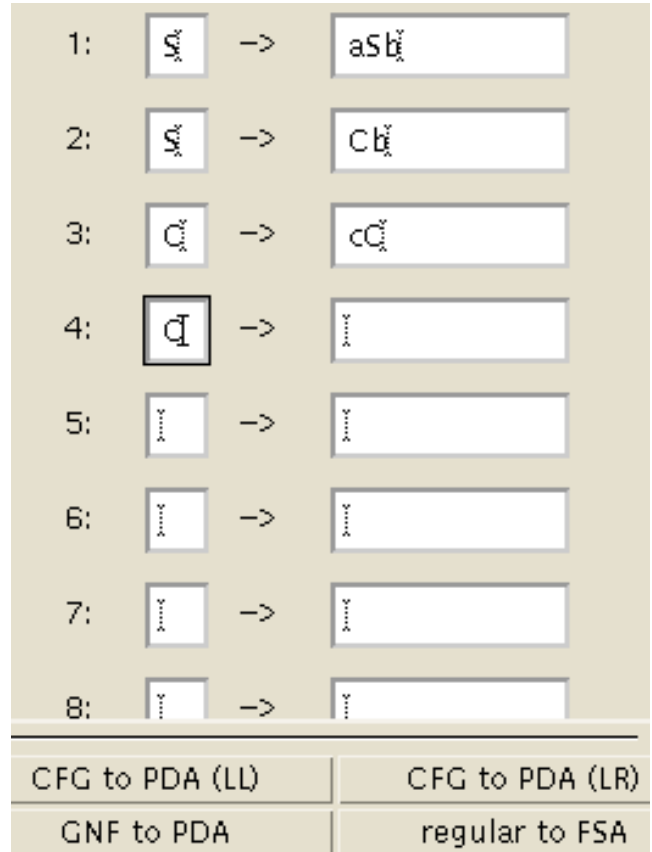 1: S -> aSb
2: S -> Cb
3: C -> cC
4: C ->
5: ->
6: ->
7: ->
8: ->
CFG to PDA (LL) CFG to PDA (LR)
GNF to PDA regular to FSA